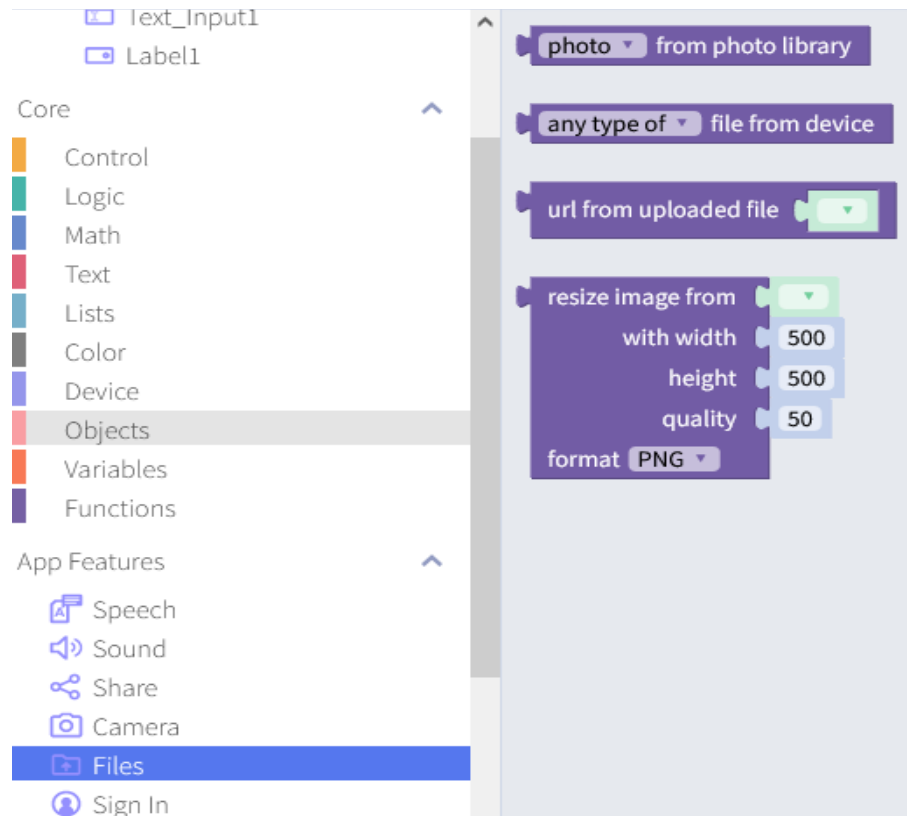 Text_Input1
Label1
Core
Control
Logic
Math
Text
Lists
Color
Device
Objects
Variables
Functions
App Features
Speech
Sound
Share
Camera
Files
Sign In
photo from photo library
any type of file from device
url from uploaded file
resize image from
with width 500
height 500
quality 50
format PNG